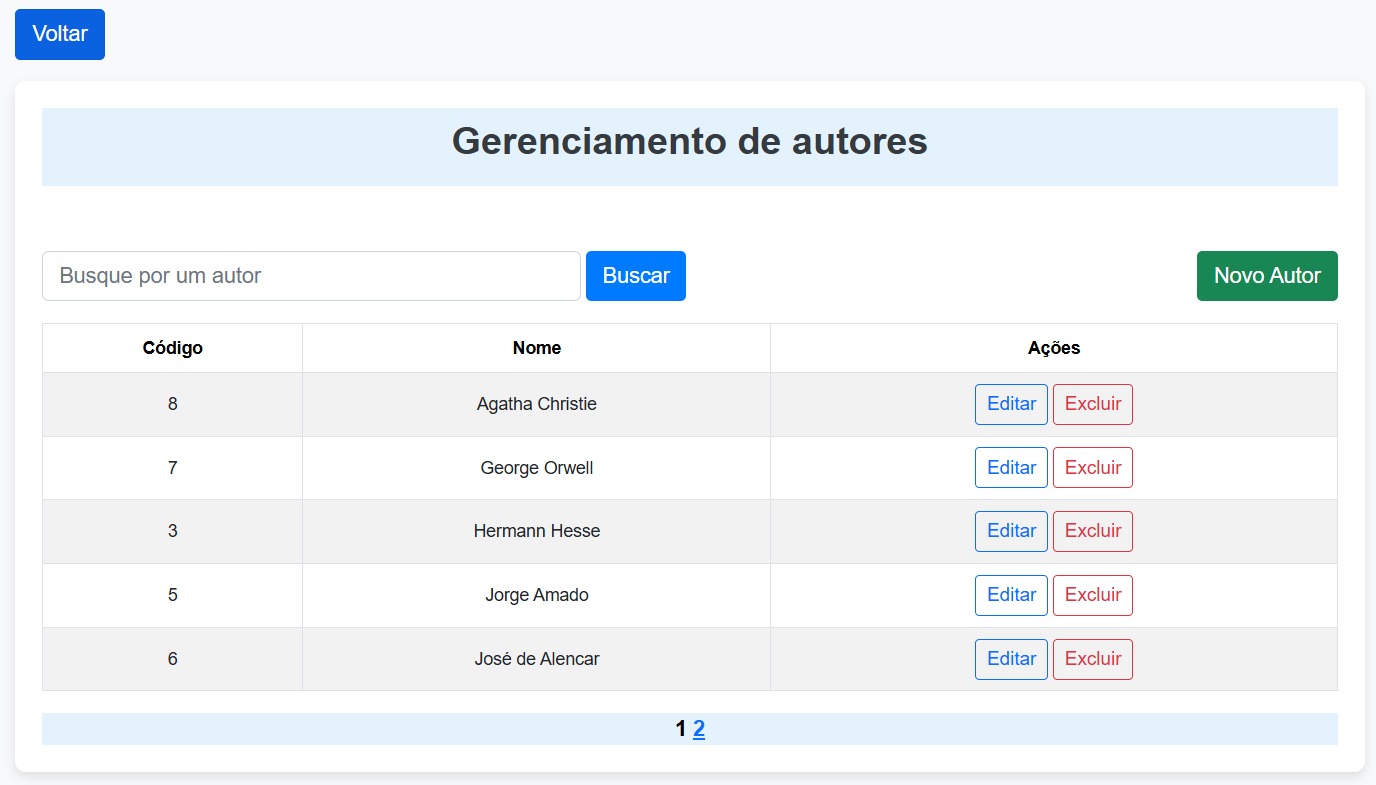 Voltar
Gerenciamento de autores
Busque por um autor Buscar Novo Autor
Código Nome Ações
8 Agatha Christie Editar Excluir
7 George Orwell Editar Excluir
3 Hermann Hesse Editar Excluir
5 Jorge Amado Editar Excluir
6 José de Alencar Editar Excluir
1 2